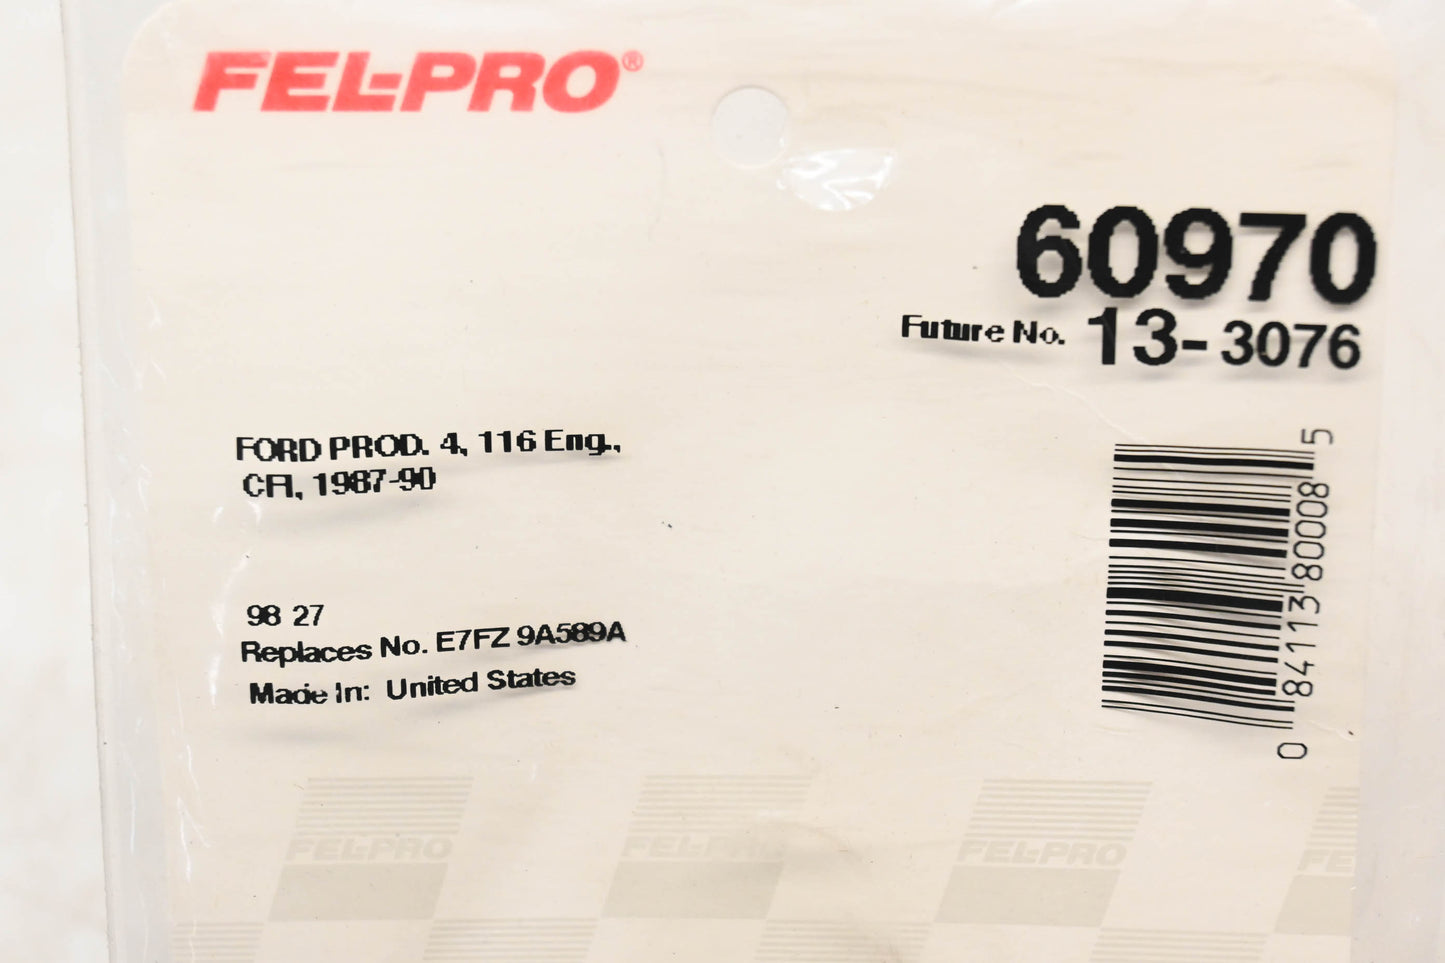 FEL-PRO®
60970
Future No. 13-3076
FORD PROD. 4, 116 Eng.,
CFI, 1987-90
98 27
Replaces No. E7FZ 9A589A
Made In: United States
0 84113 80008 5
FEL-PRO FEL-PRO FEL-PRO FE